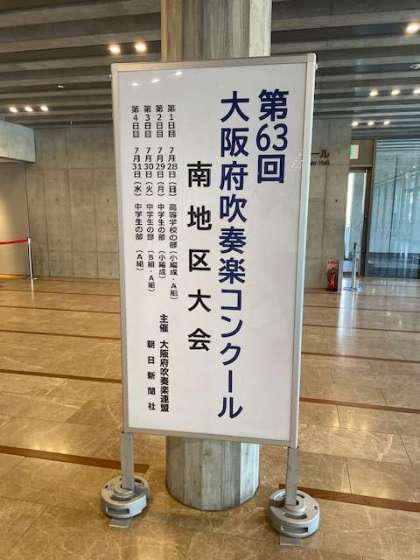 第63回
大阪府吹奏楽コンクール
南地区大会
第1日目 7月28日(日) 高等学校の部(小編成・A組)
第2日目 7月29日(月) 中学生の部(小編成)
第3日目 7月30日(火) 中学生の部(B組・A組)
第4日目 7月31日(水) 中学生の部(A組)
主催 大阪府吹奏楽連盟
朝日新聞社